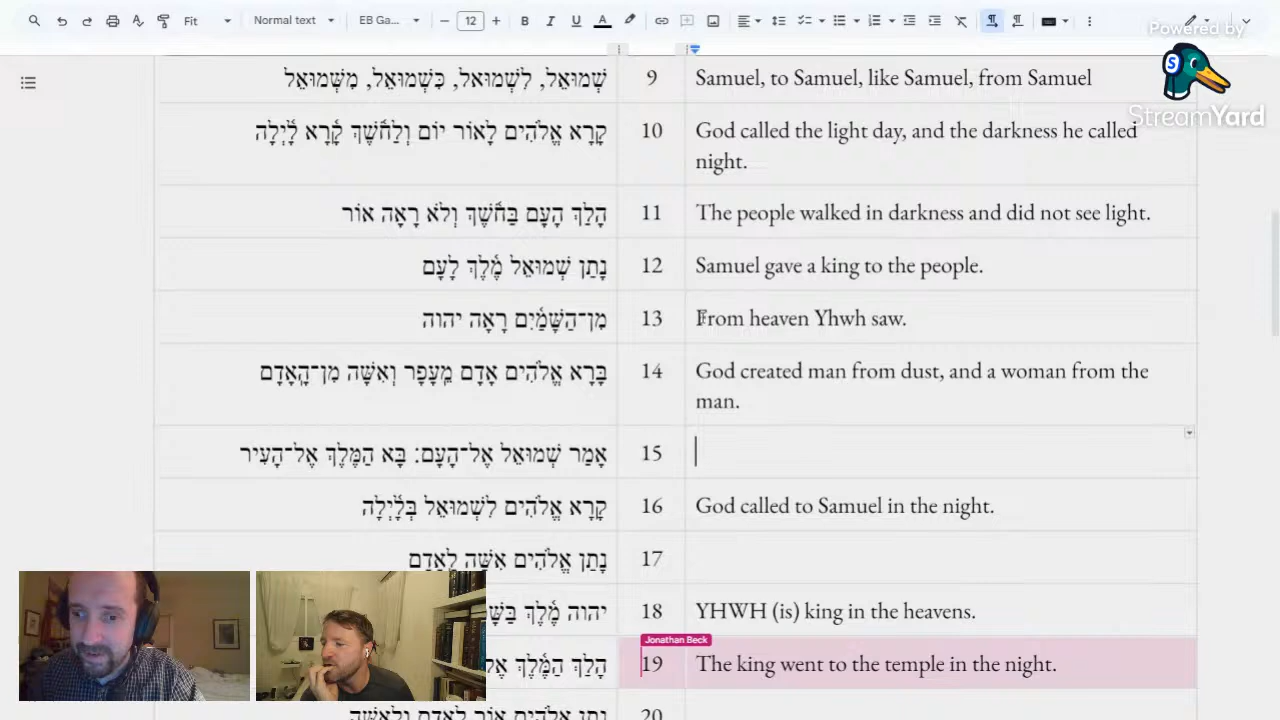 Fit Normal text EB Ga... 12
Powered by
StreamYard
שְׁמוּאֵל, לִשְׁמוּאל, כִּשְׁמוּאֵל, מִשְּׁמוּאֵל 9 Samuel, to Samuel, like Samuel, from Samuel
קָרָא אֱלֹהִים לָאוֹר יוֹם וְלַחֹ֫שֶׁךְ קָ֫רָא לָ֫יְלָה 10 God called the light day, and the darkness he called
night.
הָלַךְ הָעָם בַּחֹ֫שֶׁךְ וְלֹא רָאָה אוֹר 11 The people walked in darkness and did not see light.
נָתַן שְׁמוּאֵל מֶ֫לֶךְ לָעָם 12 Samuel gave a king to the people.
מִן־הַשָּׁמַ֫יִם רָאָה יהוה 13 From heaven Yhwh saw.
בָּרָא אֱלֹהִים אָדָם מֵעָפָר וְאִשָּׁה מִן־הָאָדָם 14 God created man from dust, and a woman from the
man.
אָמַר שְׁמוּאֵל אֶל־הָעָם: בָּא הַמֶּלֶךְ אֶל־הָעִיר 15
קָרָא אֱלֹהִים לִשְׁמוּאֵל בְּלַ֫יְלָה 16 God called to Samuel in the night.
נָתַן אֱלֹהִים אִשָּׁה לָאָדָם 17
יהוה מֶ֫לֶךְ 18 YHWH (is) king in the heavens.
Jonathan Beck
הָלַךְ הַמֶּ֫לֶךְ 19 The king went to the temple in the night.
נָתַן אֱלֹהִים אוֹר לְאָדָם וּלְאִשָּׁה 20